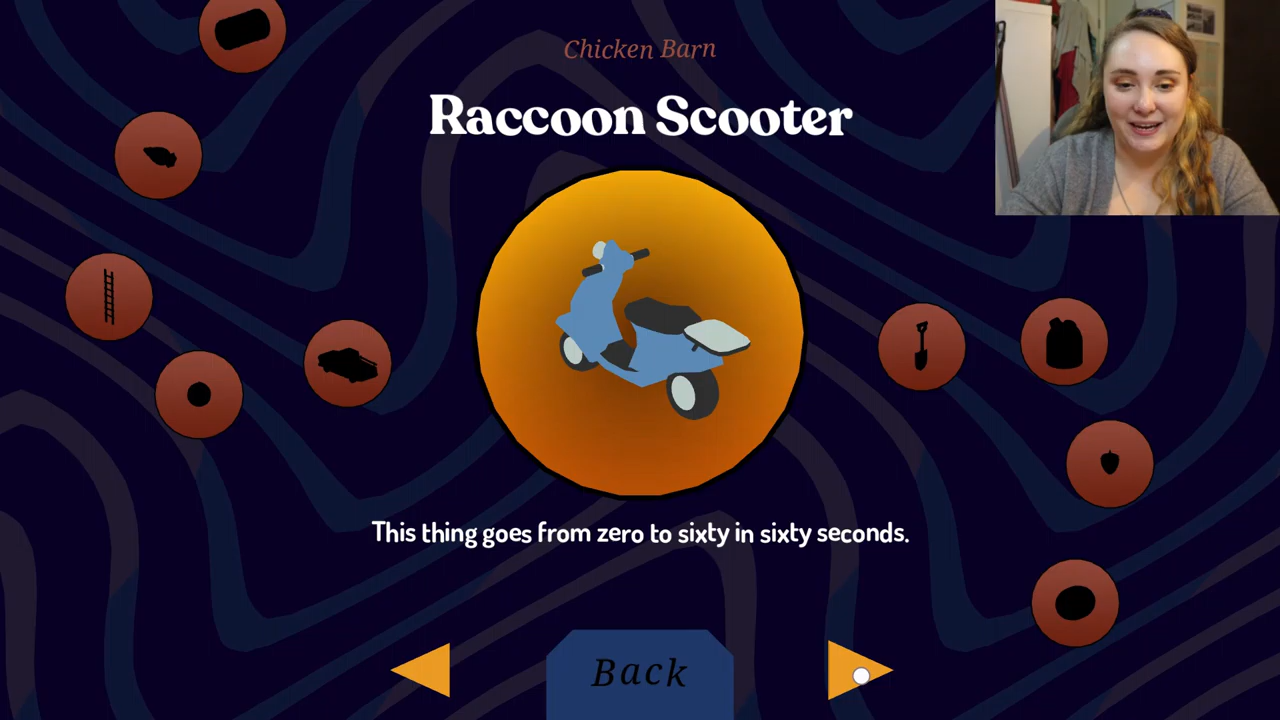 Chicken Barn
Raccoon Scooter
This thing goes from zero to sixty in sixty seconds.
Back